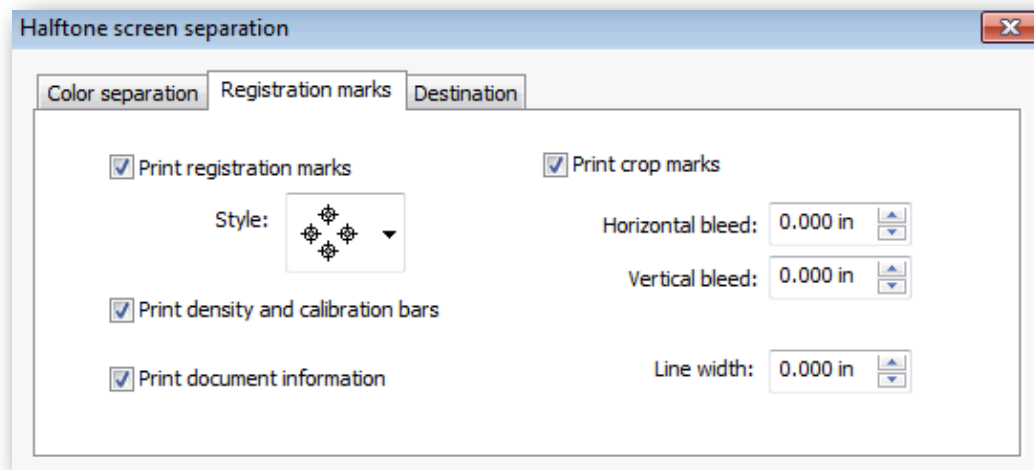 Halftone screen separation
Color separation Registration marks Destination
Print registration marks
Style:
Print density and calibration bars
Print document information
Print crop marks
Horizontal bleed: 0.000 in
Vertical bleed: 0.000 in
Line width: 0.000 in